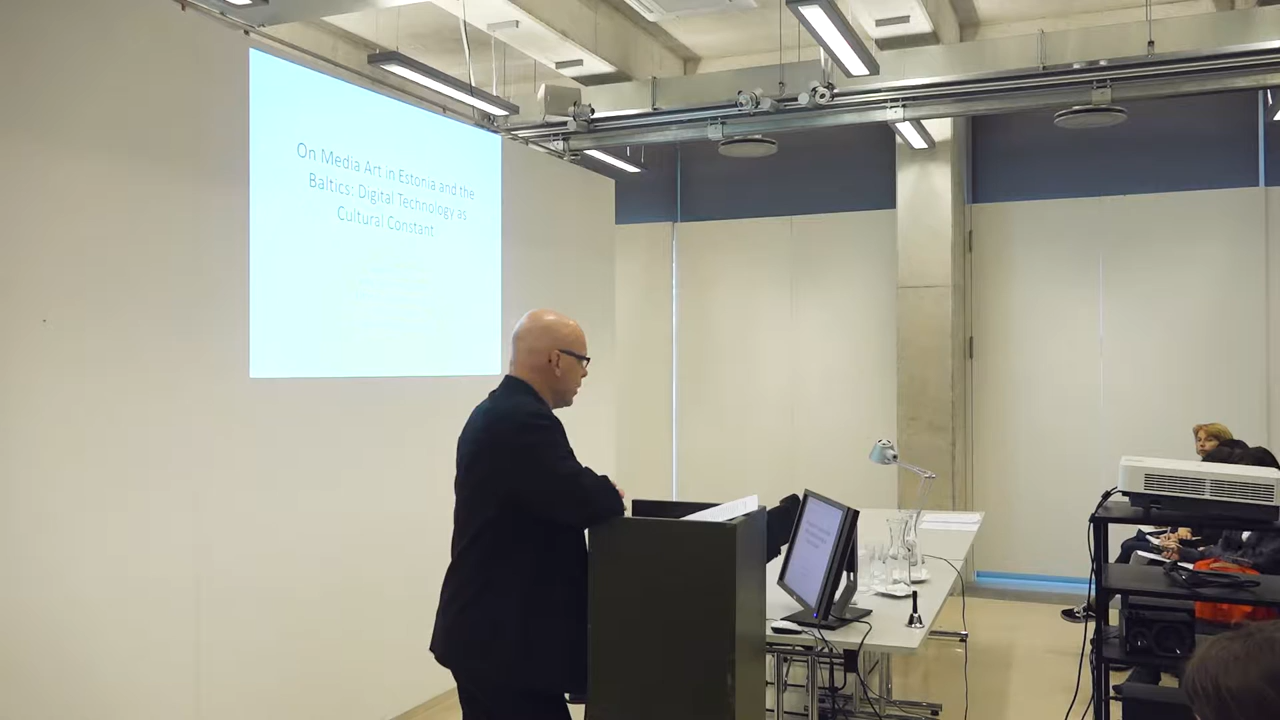 On Media Art in Estonia and the
Baltics: Digital Technology as
Cultural Constant